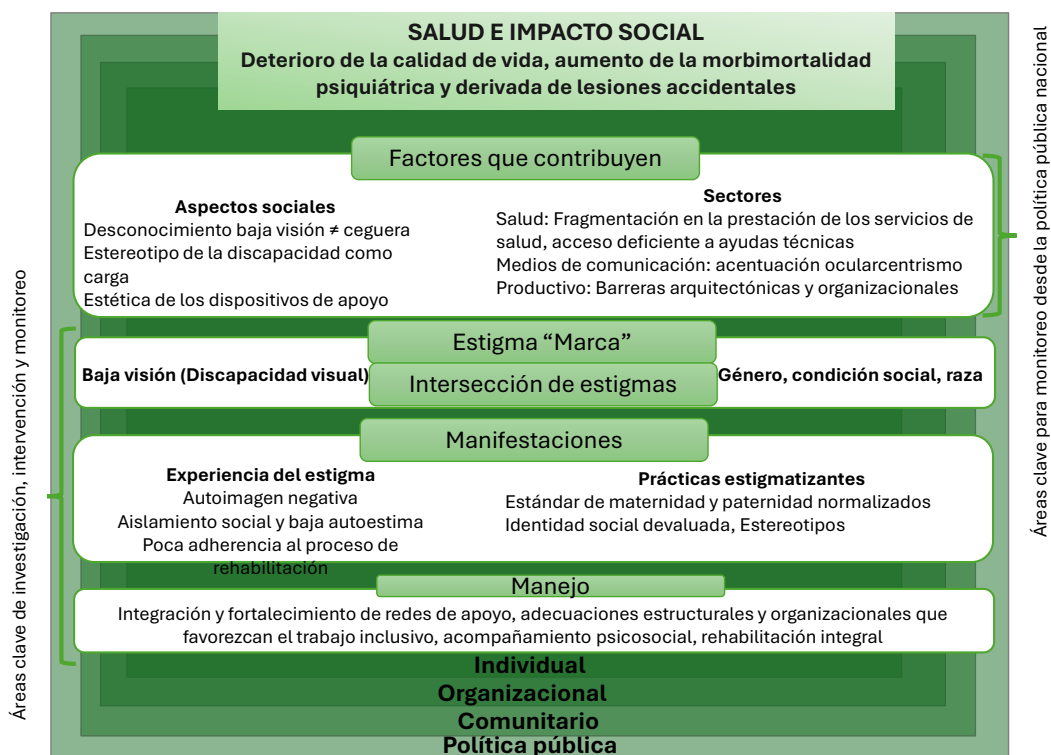 SALUD E IMPACTO SOCIAL
Deterioro de la calidad de vida, aumento de la morbimortalidad
psiquiátrica y derivada de lesiones accidentales
Factores que contribuyen
Aspectos sociales
Desconocimiento baja visión ≠ ceguera
Estereotipo de la discapacidad como
carga
Estética de los dispositivos de apoyo
Sectores
Salud: Fragmentación en la prestación de los servicios de
salud, acceso deficiente a ayudas técnicas
Medios de comunicación: acentuación ocularcentrismo
Productivo: Barreras arquitectónicas y organizacionales
Estigma “Marca”
Baja visión (Discapacidad visual)
Intersección de estigmas
Género, condición social, raza
Manifestaciones
Experiencia del estigma
Autoimagen negativa
Aislamiento social y baja autoestima
Poca adherencia al proceso de
rehabilitación
Prácticas estigmatizantes
Estándar de maternidad y paternidad normalizados
Identidad social devaluada, Estereotipos
Manejo
Integración y fortalecimiento de redes de apoyo, adecuaciones estructurales y organizacionales que
favorezcan el trabajo inclusivo, acompañamiento psicosocial, rehabilitación integral
Individual
Organizacional
Comunitario
Política pública
Áreas clave de investigación, intervención y monitoreo
Áreas clave para monitoreo desde la política pública nacional